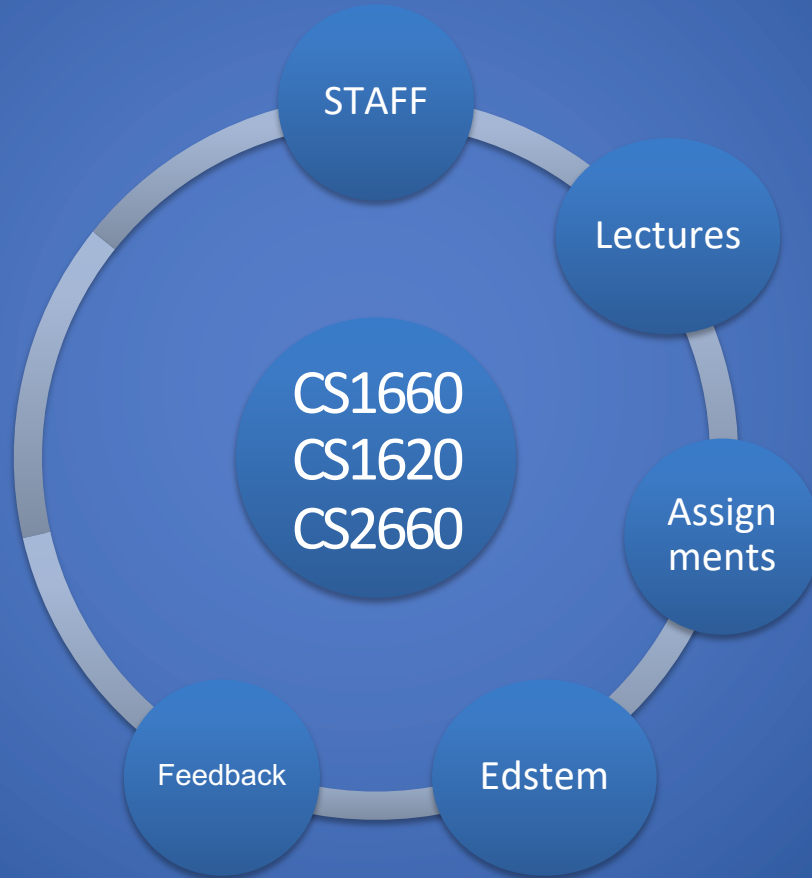 STAFF
Lectures
CS1660
CS1620
CS2660
Assign
ments
Edstem
Feedback